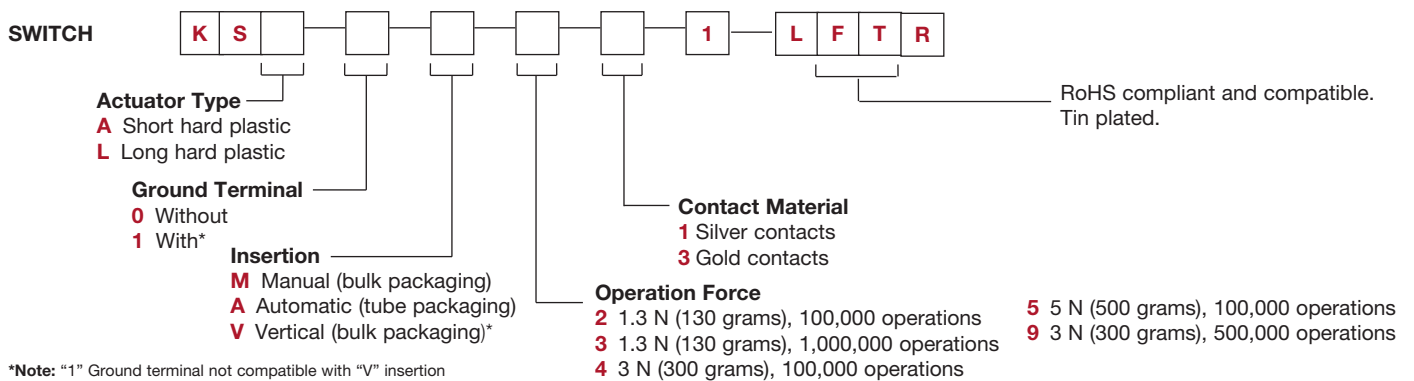 SWITCH K S 1 L F T R
Actuator Type
A Short hard plastic
L Long hard plastic
RoHS compliant and compatible.
Tin plated.
Ground Terminal
0 Without
1 With*
Insertion
M Manual (bulk packaging)
A Automatic (tube packaging)
V Vertical (bulk packaging)*
Contact Material
1 Silver contacts
3 Gold contacts
Operation Force
2 1.3 N (130 grams), 100,000 operations
3 1.3 N (130 grams), 1,000,000 operations
4 3 N (300 grams), 100,000 operations
5 5 N (500 grams), 100,000 operations
9 3 N (300 grams), 500,000 operations
*Note: “1” Ground terminal not compatible with “V” insertion